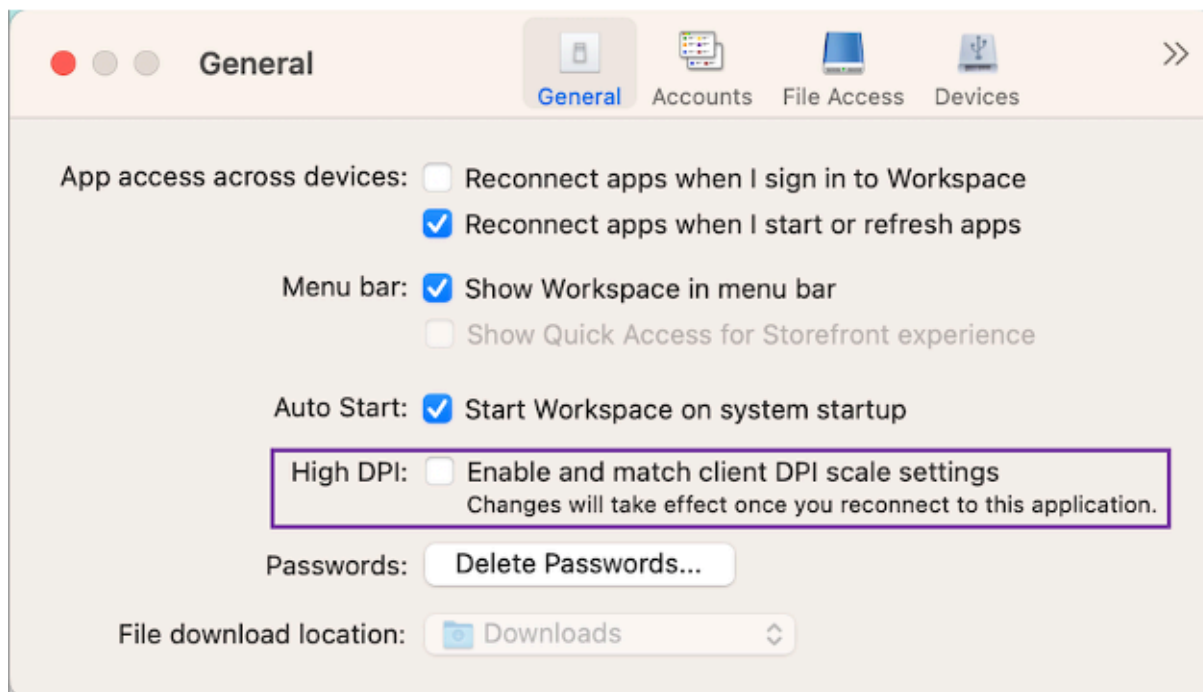 General
General Accounts File Access Devices
App access across devices: Reconnect apps when I sign in to Workspace
Reconnect apps when I start or refresh apps
Menu bar: Show Workspace in menu bar
Show Quick Access for Storefront experience
Auto Start: Start Workspace on system startup
High DPI: Enable and match client DPI scale settings
Changes will take effect once you reconnect to this application.
Passwords: Delete Passwords...
File download location: Downloads